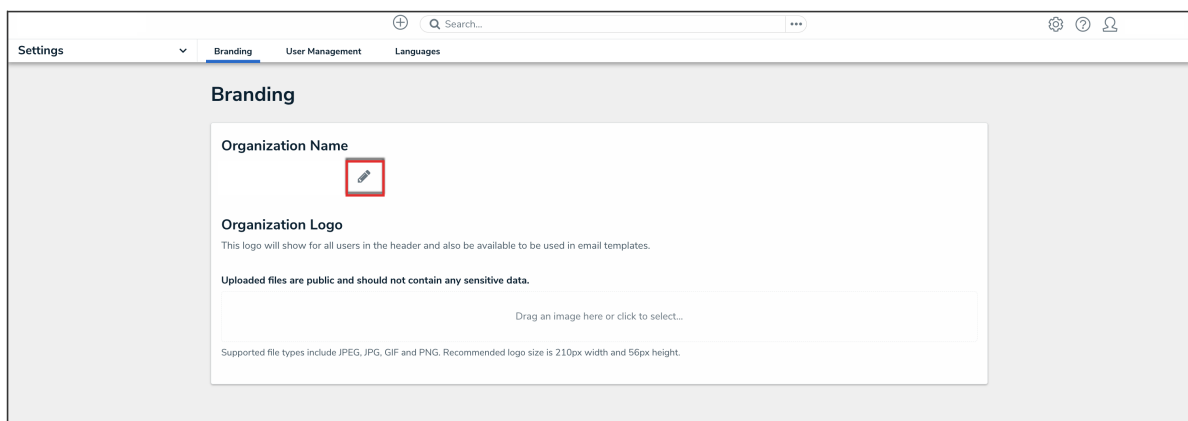 Search...
Settings
Branding User Management Languages
Branding
Organization Name
Organization Logo
This logo will show for all users in the header and also be available to be used in email templates.
Uploaded files are public and should not contain any sensitive data.
Drag an image here or click to select...
Supported file types include JPEG, JPG, GIF and PNG. Recommended logo size is 210px width and 56px height.